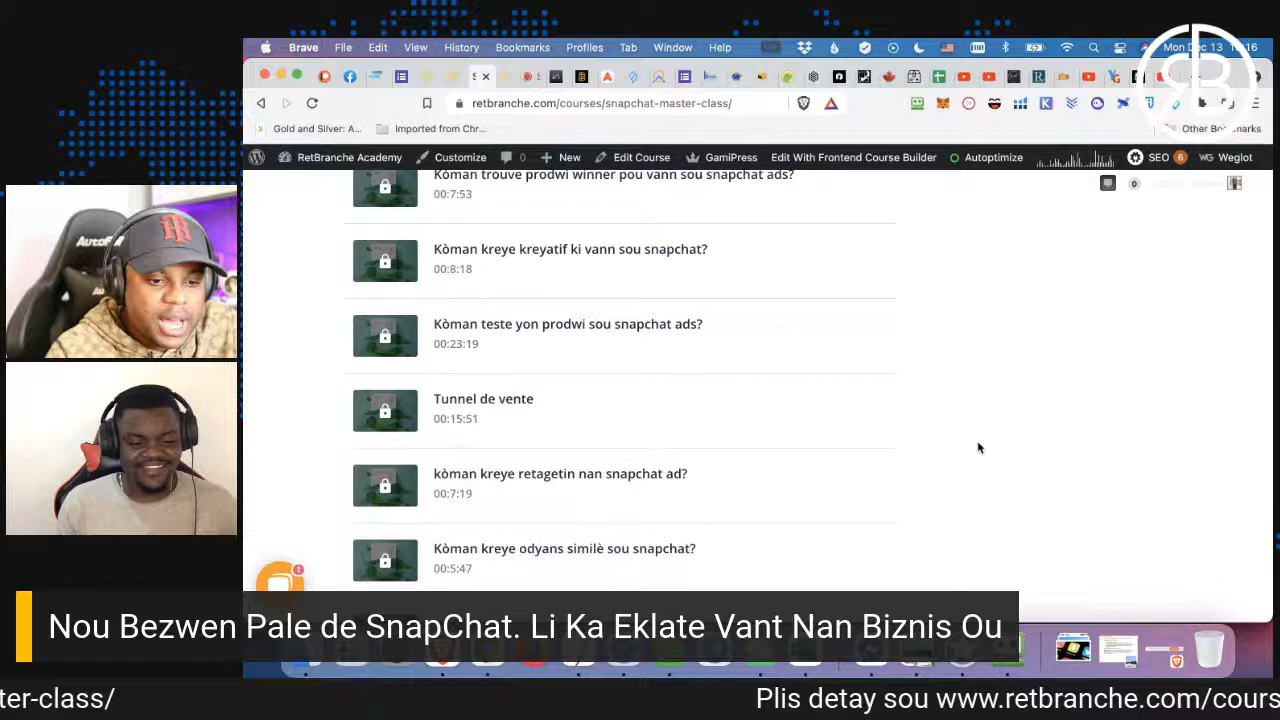 Brave File Edit View History Bookmarks Profiles Tab Window Help Mon Dec 13
retbranche.com/courses/snapchat-master-class/
Gold and Silver: A... Imported from Chr... Other Bookmarks
RetBranche Academy Customize 0 New Edit Course GamiPress Edit With Frontend Course Builder Autoptimize SEO 6 Weglot
0
Kòman trouve prodwi winner pou vann sou snapchat ads?
00:7:53
Kòman kreye kreyatif ki vann sou snapchat?
00:8:18
Kòman teste yon prodwi sou snapchat ads?
00:23:19
Tunnel de vente
00:15:51
kòman kreye retagetin nan snapchat ad?
00:7:19
Kòman kreye odyans similè sou snapchat?
00:5:47
1
Nou Bezwen Pale de SnapChat. Li Ka Eklate Vant Nan Biznis Ou
ter-class/ Plis detay sou www.retbranche.com/cours